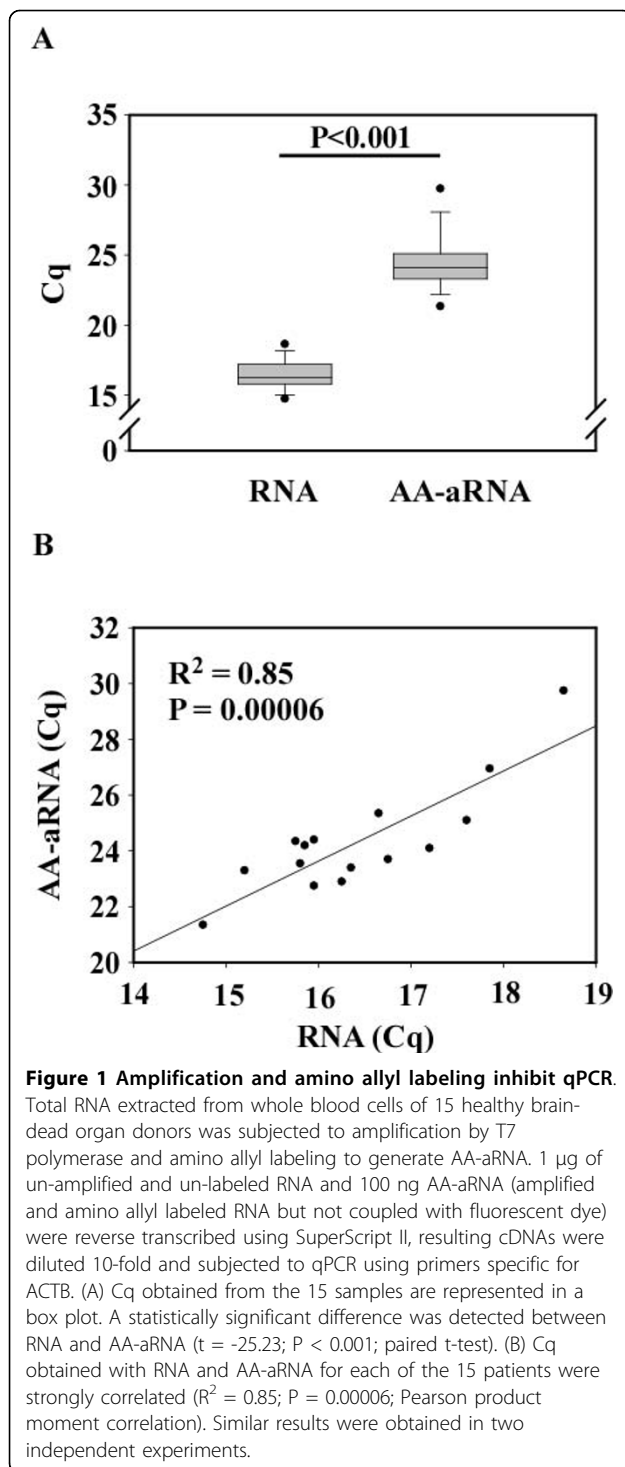 A
35
P<0.001
30
25
Cq
20
15
0
RNA AA-aRNA
B
32
R² = 0.85
P = 0.00006
30
28
26
AA-aRNA (Cq)
24
22
20
14 15 16 17 18 19
RNA (Cq)
Figure 1 Amplification and amino allyl labeling inhibit qPCR.
Total RNA extracted from whole blood cells of 15 healthy brain-
dead organ donors was subjected to amplification by T7
polymerase and amino allyl labeling to generate AA-aRNA. 1 μg of
un-amplified and un-labeled RNA and 100 ng AA-aRNA (amplified
and amino allyl labeled RNA but not coupled with fluorescent dye)
were reverse transcribed using SuperScript II, resulting cDNAs were
diluted 10-fold and subjected to qPCR using primers specific for
ACTB. (A) Cq obtained from the 15 samples are represented in a
box plot. A statistically significant difference was detected between
RNA and AA-aRNA (t = -25.23; P < 0.001; paired t-test). (B) Cq
obtained with RNA and AA-aRNA for each of the 15 patients were
strongly correlated (R² = 0.85; P = 0.00006; Pearson product
moment correlation). Similar results were obtained in two
independent experiments.